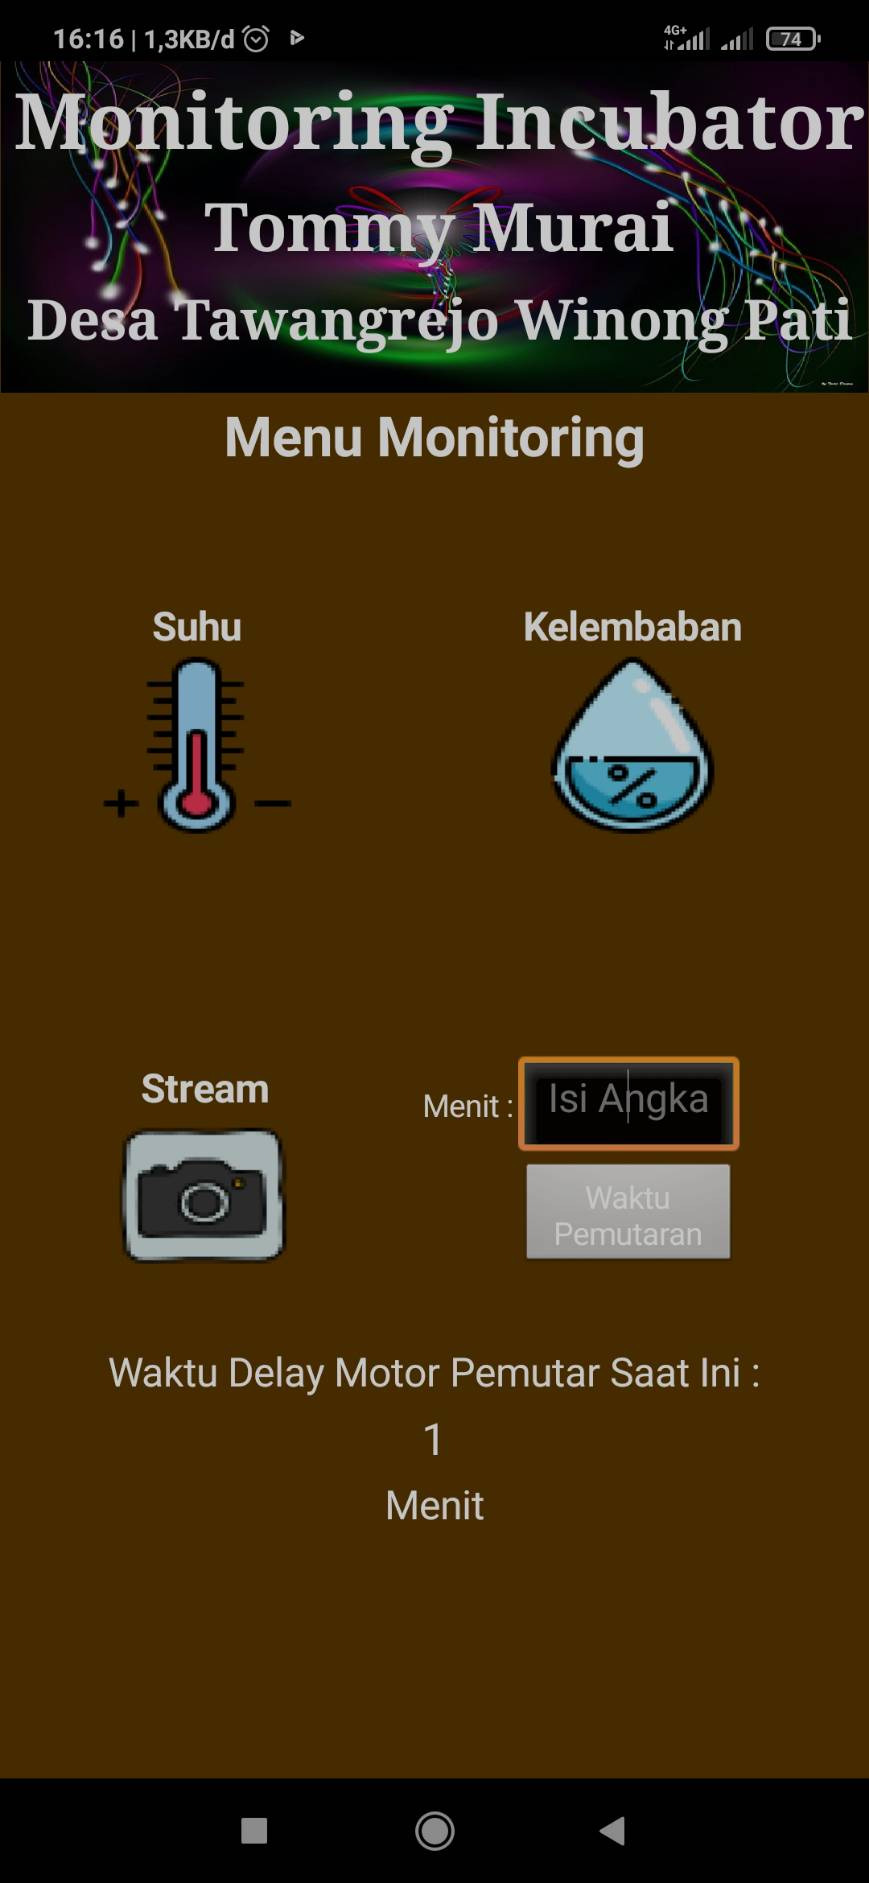 16:16 | 1,3KB/d
4G+
74
Monitoring Incubator
Tommy Murai
Desa Tawangrejo Winong Pati
Menu Monitoring
Suhu
Kelembaban
%
Stream
Menit :
Isi Angka
Waktu
Pemutaran
Waktu Delay Motor Pemutar Saat Ini :
1
Menit